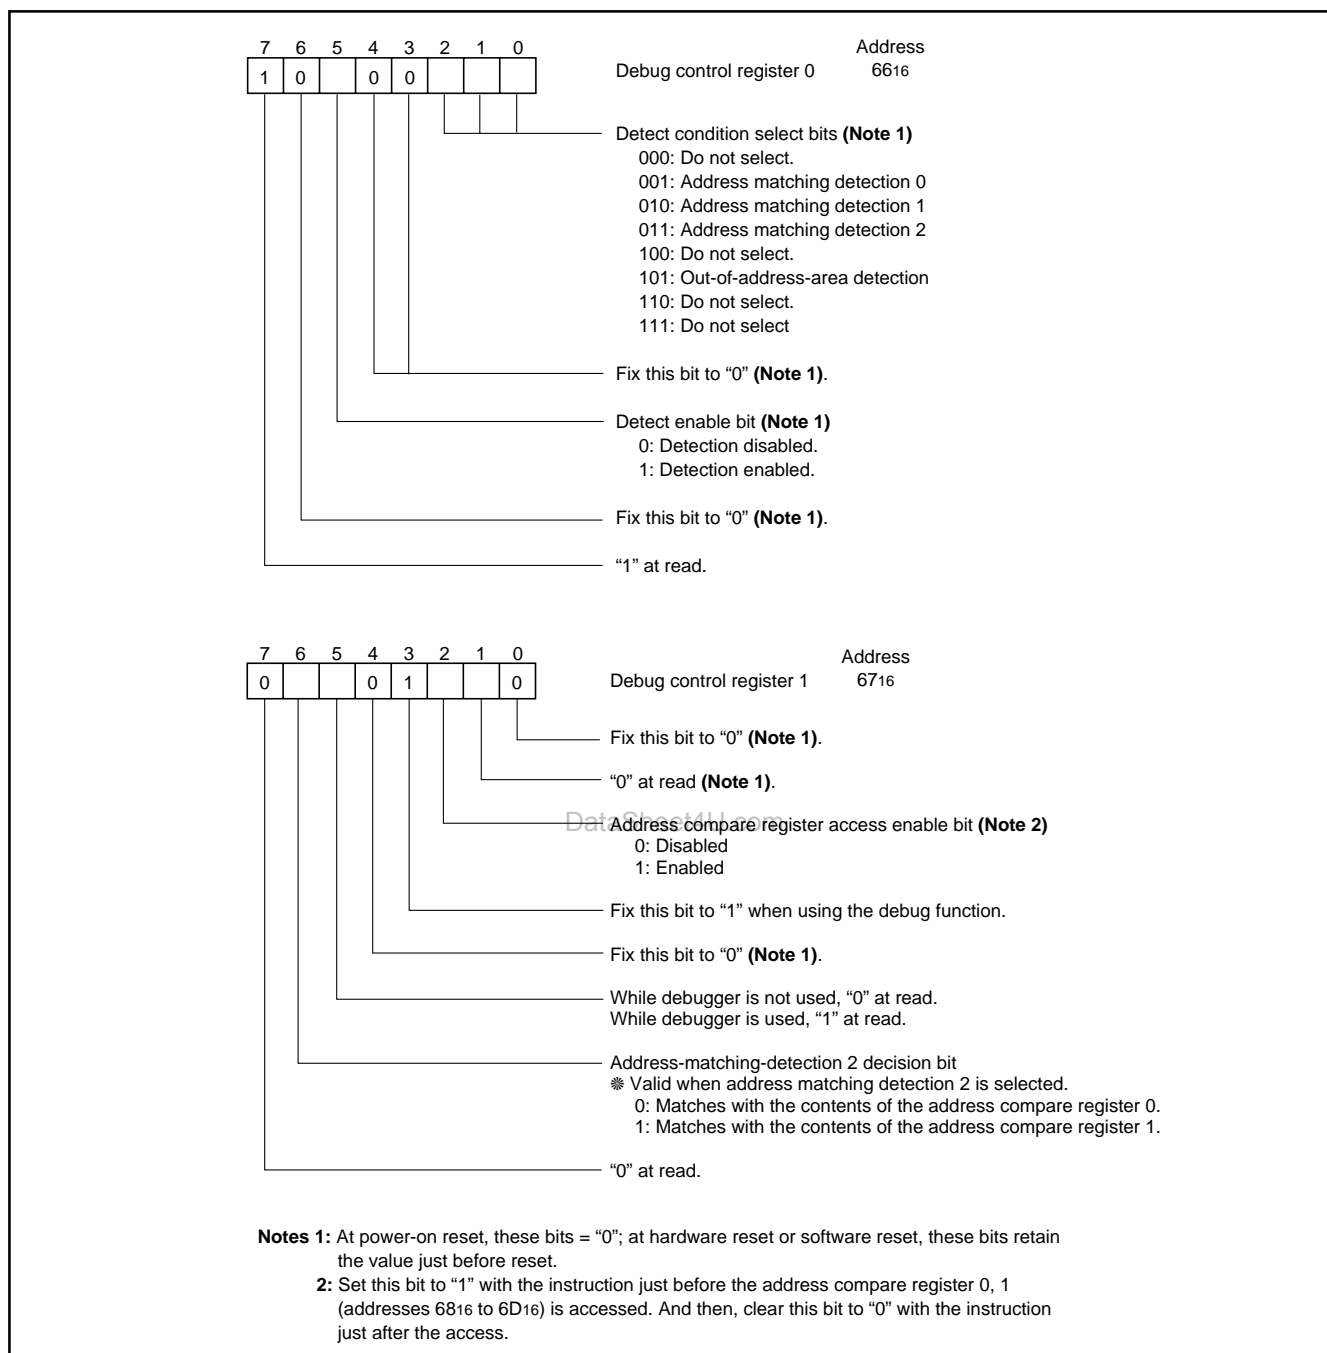 7 6 5 4 3 2 1 0
Address
1 0 0 0
Debug control register 0
6616
Detect condition select bits (Note 1)
000: Do not select.
001: Address matching detection 0
010: Address matching detection 1
011: Address matching detection 2
100: Do not select.
101: Out-of-address-area detection
110: Do not select.
111: Do not select
Fix this bit to “0” (Note 1).
Detect enable bit (Note 1)
0: Detection disabled.
1: Detection enabled.
Fix this bit to “0” (Note 1).
“1” at read.
7 6 5 4 3 2 1 0
Address
0 0 1 0
Debug control register 1
6716
Fix this bit to “0” (Note 1).
“0” at read (Note 1).
DataSheet4U.com
Address compare register access enable bit (Note 2)
0: Disabled
1: Enabled
Fix this bit to “1” when using the debug function.
Fix this bit to “0” (Note 1).
While debugger is not used, “0” at read.
While debugger is used, “1” at read.
Address-matching-detection 2 decision bit
❋ Valid when address matching detection 2 is selected.
0: Matches with the contents of the address compare register 0.
1: Matches with the contents of the address compare register 1.
“0” at read.
Notes 1: At power-on reset, these bits = “0”; at hardware reset or software reset, these bits retain
the value just before reset.
2: Set this bit to “1” with the instruction just before the address compare register 0, 1
(addresses 6816 to 6D16) is accessed. And then, clear this bit to “0” with the instruction
just after the access.